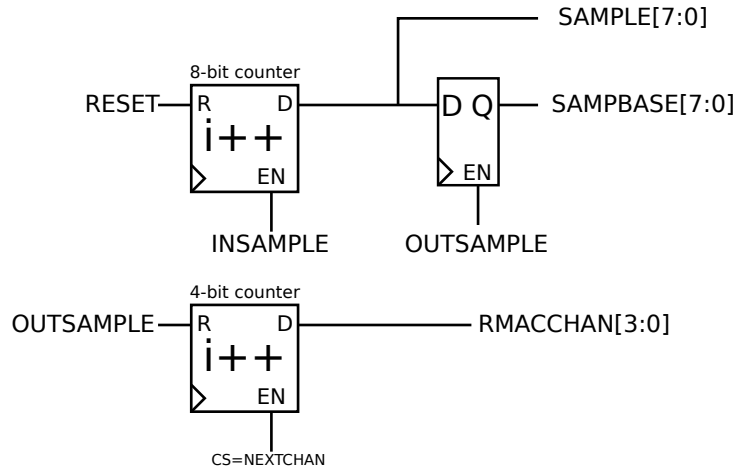 SAMPLE[7:0]
8-bit counter
RESET R D D Q SAMPBASE[7:0]
i++
EN EN
INSAMPLE OUTSAMPLE
4-bit counter
OUTSAMPLE R D RMACCHAN[3:0]
i++
EN
CS=NEXTCHAN